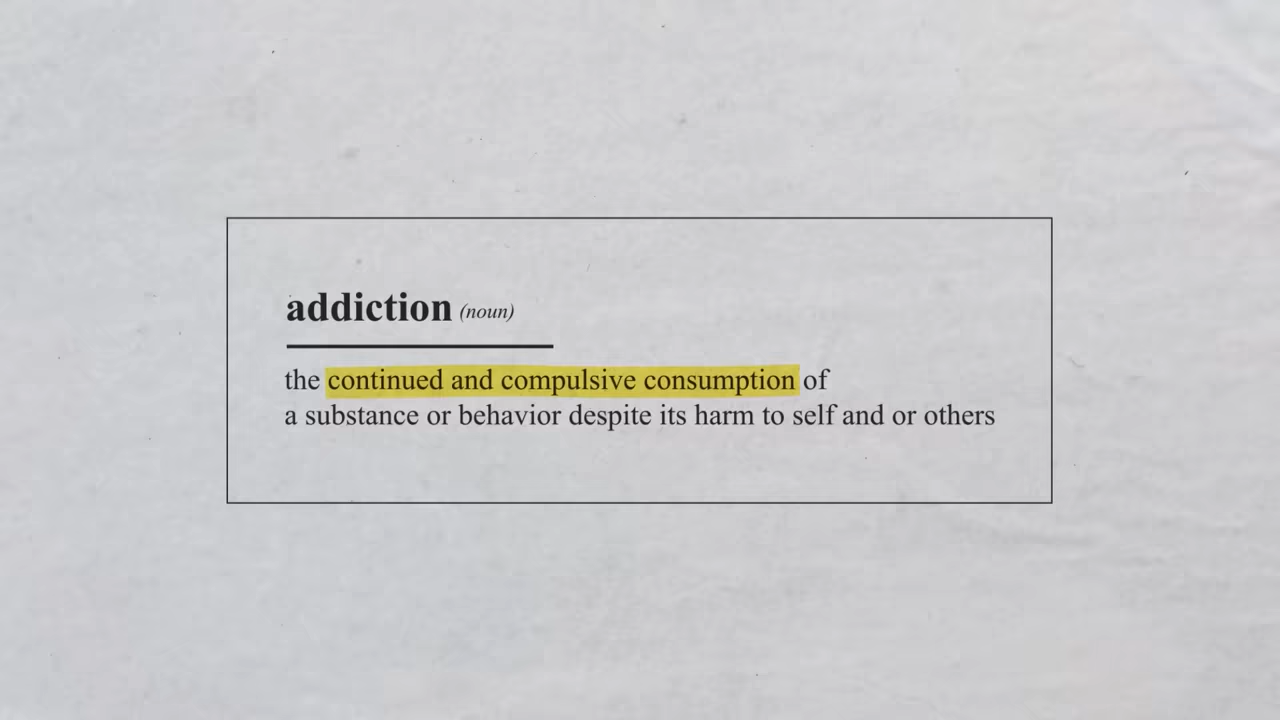 addiction (noun)
the continued and compulsive consumption of
a substance or behavior despite its harm to self and or others